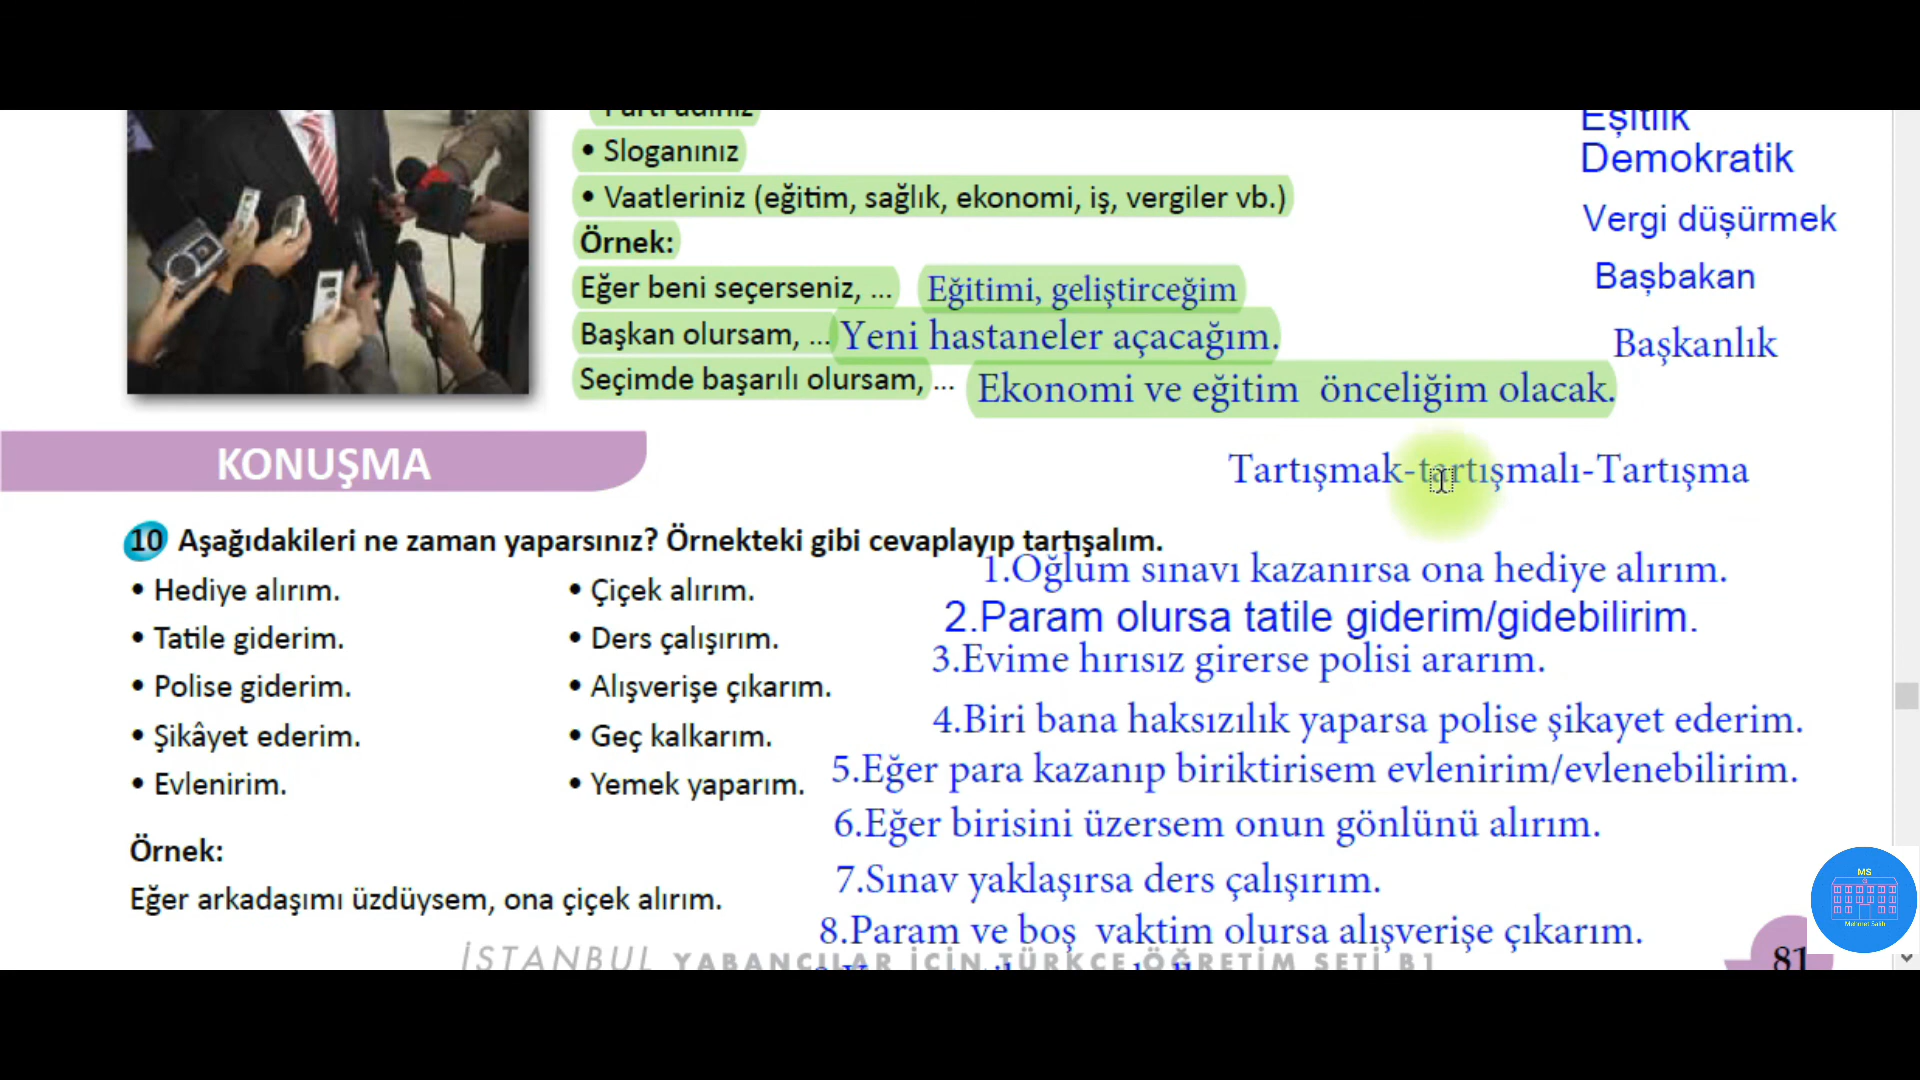 Parti adınız
• Sloganınız
• Vaatleriniz (eğitim, sağlık, ekonomi, iş, vergiler vb.)
Örnek:
Eğer beni seçerseniz, ... Eğitimi, geliştirceğim
Başkan olursam, ... Yeni hastaneler açacağım.
Seçimde başarılı olursam, ... Ekonomi ve eğitim önceliğim olacak.
Eşitlik
Demokratik
Vergi düşürmek
Başbakan
Başkanlık
KONUŞMA
Tartışmak-tartışmalı-Tartışma
10 Aşağıdakileri ne zaman yaparsınız? Örnekteki gibi cevaplayıp tartışalım.
• Hediye alırım.
• Tatile giderim.
• Polise giderim.
• Şikâyet ederim.
• Evlenirim.
• Çiçek alırım.
• Ders çalışırım.
• Alışverişe çıkarım.
• Geç kalkarım.
• Yemek yaparım.
Örnek:
Eğer arkadaşımı üzdüysem, ona çiçek alırım.
1.Oğlum sınavı kazanırsa ona hediye alırım.
2.Param olursa tatile giderim/gidebilirim.
3.Evime hırısız girerse polisi ararım.
4.Biri bana haksızılık yaparsa polise şikayet ederim.
5.Eğer para kazanıp biriktirisem evlenirim/evlenebilirim.
6.Eğer birisini üzersem onun gönlünü alırım.
7.Sınav yaklaşırsa ders çalışırım.
8.Param ve boş vaktim olursa alışverişe çıkarım.
İSTANBUL YABANCILAR İÇİN TÜRKÇE ÖĞRETİM SETİ B1
81
MS
Mehmet Salih